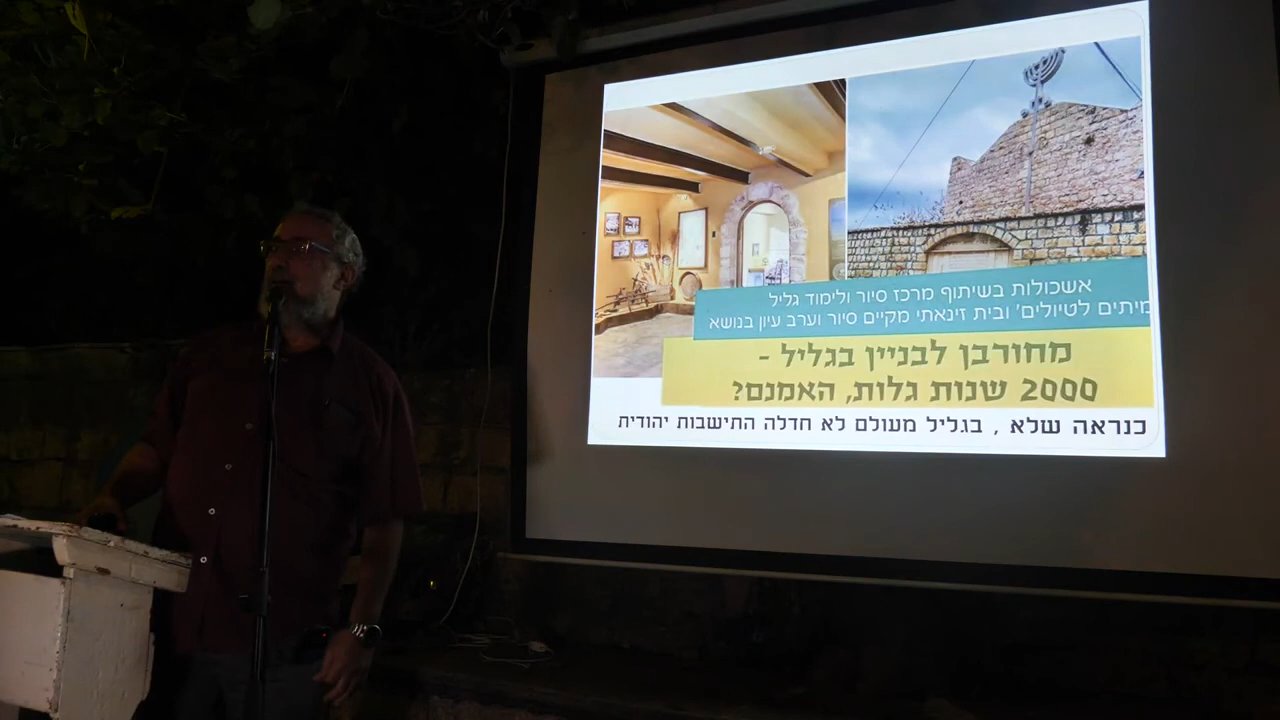 אשכולות בשיתוף מרכז סיור ולימוד גליל
מיתים לטיולים' ובית זינאתי מקיים סיור וערב עיון בנושא
מחורבן לבניין בגליל -
2000 שנות גלות, האמנם?
כנראה שלא , בגליל מעולם לא חדלה התישבות יהודית